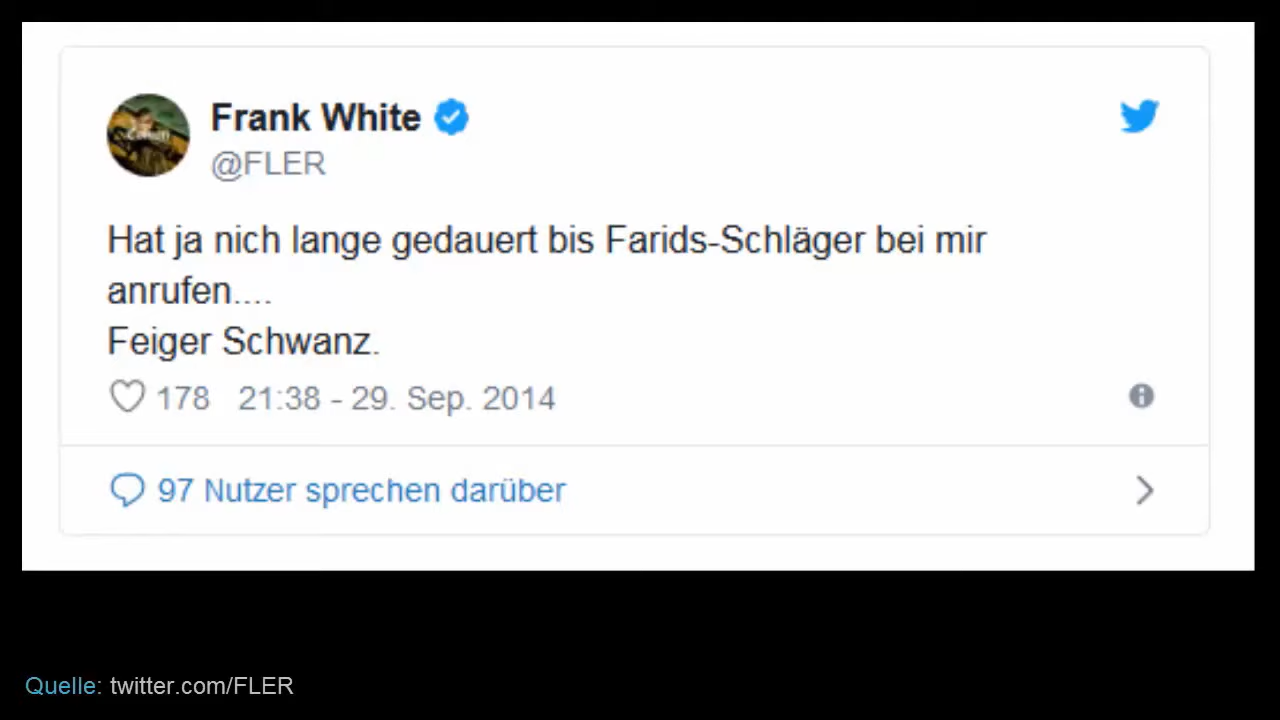 Frank White
@FLER
Hat ja nich lange gedauert bis Farids-Schläger bei mir
anrufen....
Feiger Schwanz.
178 21:38 - 29. Sep. 2014
97 Nutzer sprechen darüber
Quelle: twitter.com/FLER